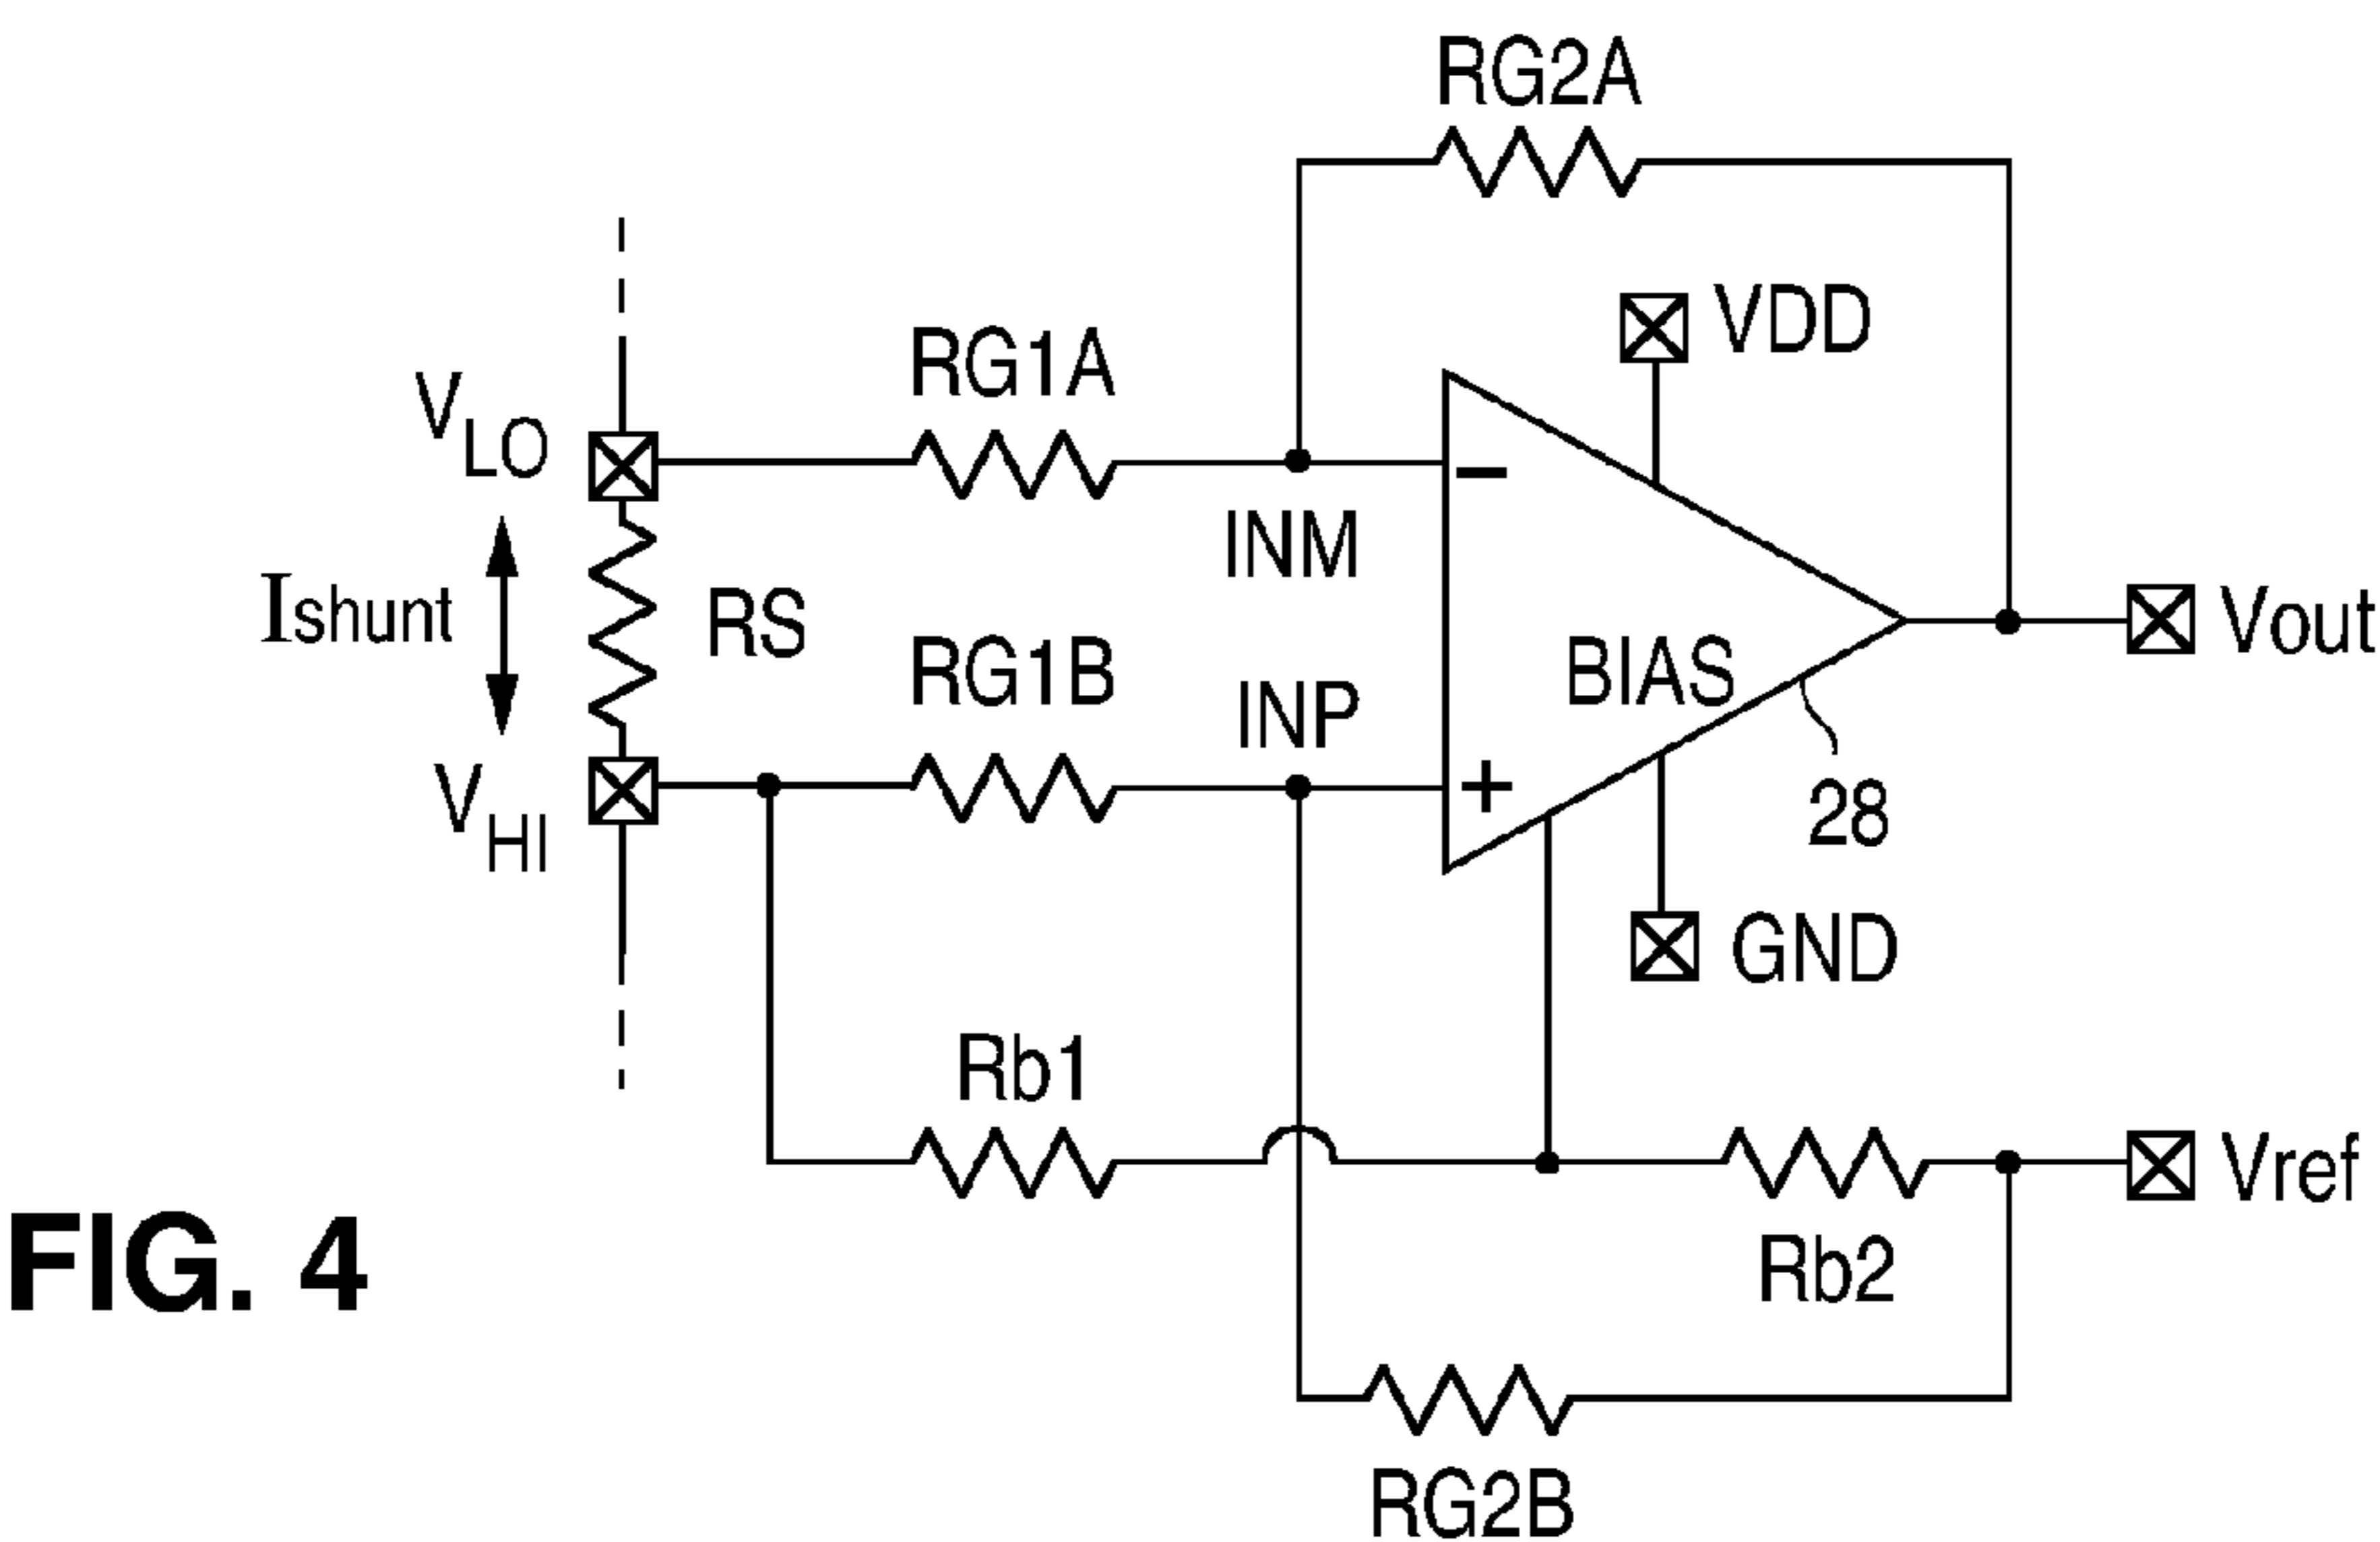 RG2A
VDD
RG1A
VLO
−
INM
Ishunt
RS
RG1B
INP
BIAS
Vout
VHI
+
28
GND
Rb1
Vref
Rb2
FIG. 4
RG2B